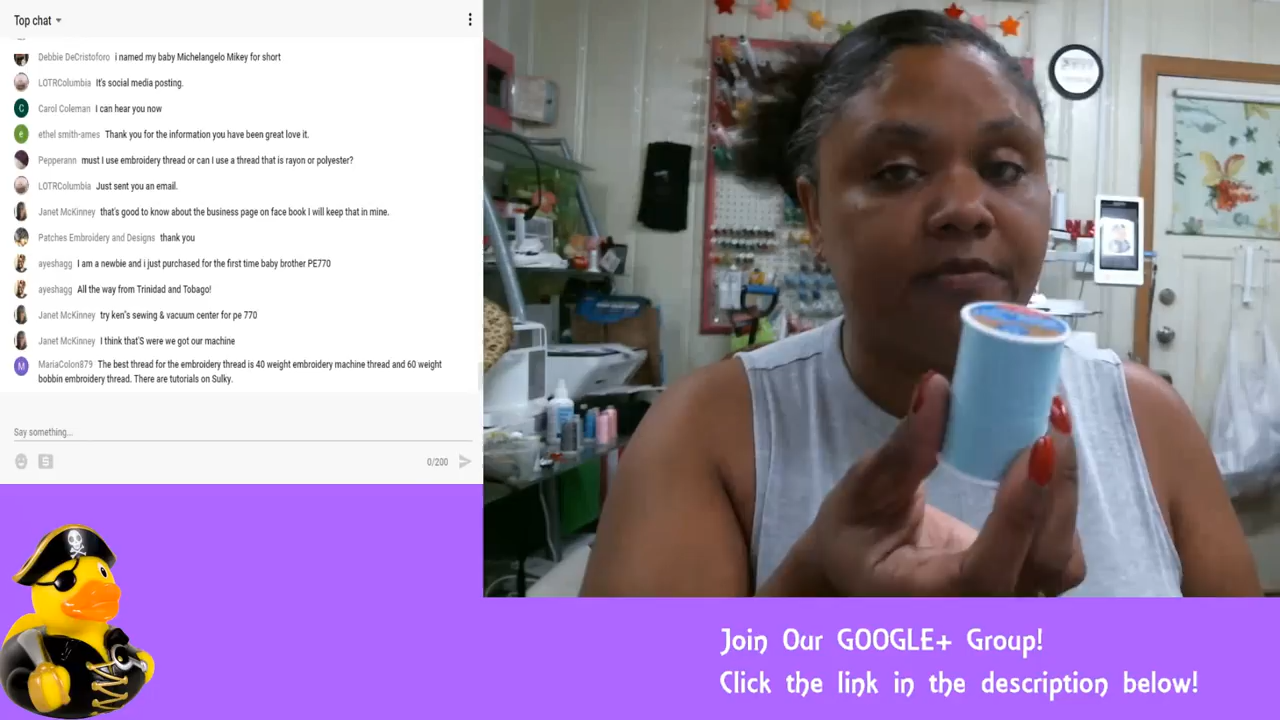 Top chat
Debbie DeCristoforo i named my baby Michelangelo Mikey for short
LOTRColumbia It's social media posting.
C Carol Coleman I can hear you now
e ethel smith-ames Thank you for the information you have been great love it.
Pepperann must I use embroidery thread or can I use a thread that is rayon or polyester?
LOTRColumbia Just sent you an email.
Janet McKinney that's good to know about the business page on face book I will keep that in mine.
Patches Embroidery and Designs thank you
ayeshagg I am a newbie and i just purchased for the first time baby brother PE770
ayeshagg All the way from Trinidad and Tobago!
Janet McKinney try ken's sewing & vacuum center for pe 770
Janet McKinney I think that'S were we got our machine
M MariaColon879 The best thread for the embroidery thread is 40 weight embroidery machine thread and 60 weight
bobbin embroidery thread. There are tutorials on Sulky.
Say something...
0/200
Join Our GOOGLE+ Group!
Click the link in the description below!